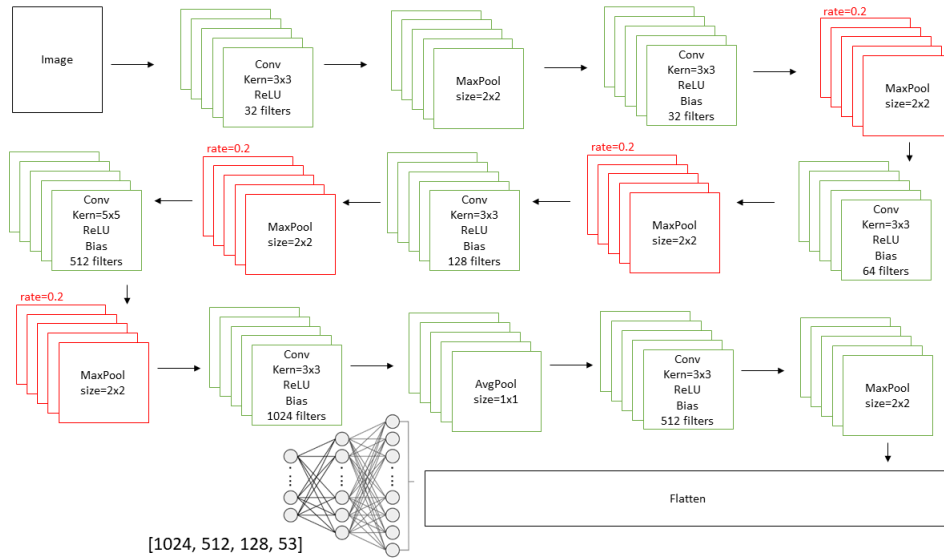 Image
Conv
Kern=3x3
ReLU
32 filters
MaxPool
size=2x2
Conv
Kern=3x3
ReLU
Bias
32 filters
rate=0.2
MaxPool
size=2x2
Conv
Kern=3x3
ReLU
Bias
64 filters
rate=0.2
MaxPool
size=2x2
Conv
Kern=3x3
ReLU
Bias
128 filters
rate=0.2
MaxPool
size=2x2
Conv
Kern=5x5
ReLU
Bias
512 filters
rate=0.2
MaxPool
size=2x2
Conv
Kern=3x3
ReLU
Bias
1024 filters
AvgPool
size=1x1
Conv
Kern=3x3
ReLU
Bias
512 filters
MaxPool
size=2x2
Flatten
[1024, 512, 128, 53]